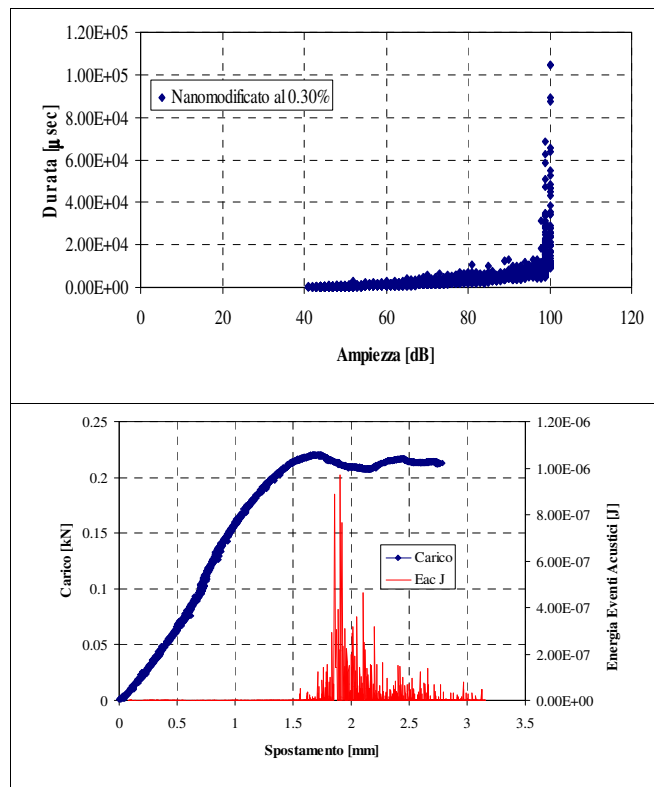 1.20E+05
1.00E+05
8.00E+04
6.00E+04
4.00E+04
2.00E+04
0.00E+00
Durata [μsec]
Nanomodificato al 0.30%
0 20 40 60 80 100 120
Ampiezza [dB]
0.25
0.2
0.15
0.1
0.05
0
Carico [kN]
1.20E-06
1.00E-06
8.00E-07
6.00E-07
4.00E-07
2.00E-07
0.00E+00
Energia Eventi Acustici [J]
Carico
Eac J
0 0.5 1 1.5 2 2.5 3 3.5
Spostamento [mm]